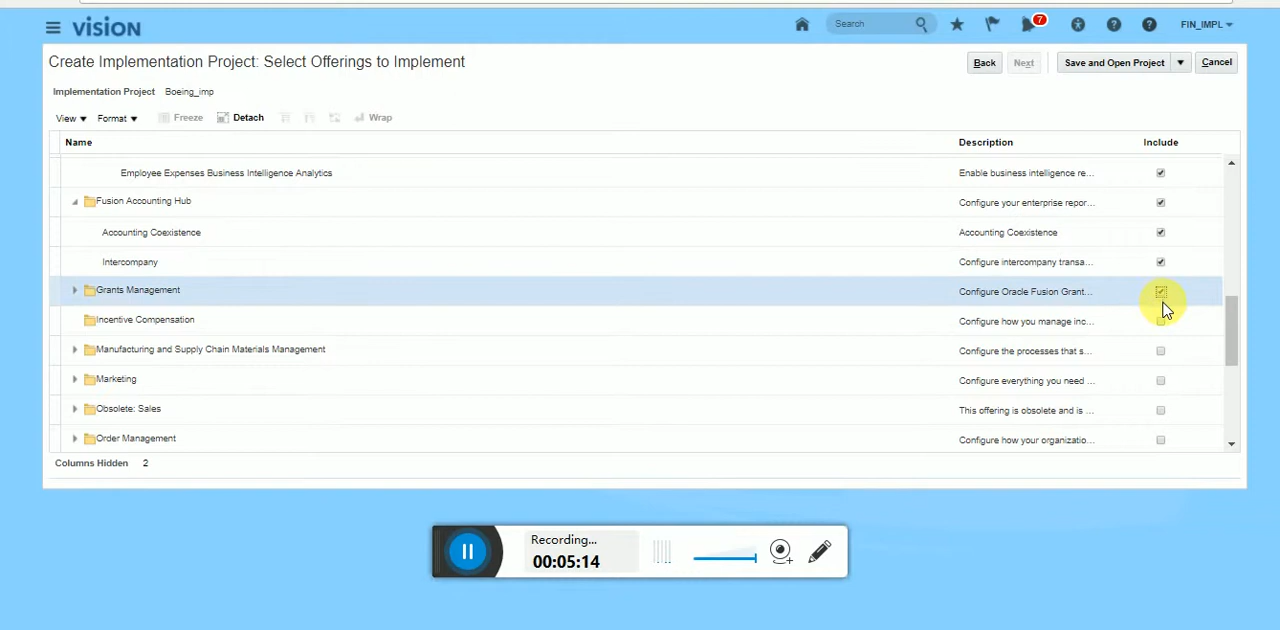 VISION
Search
7
FIN_IMPL
Create Implementation Project: Select Offerings to Implement
Back Next Save and Open Project Cancel
Implementation Project Boeing_imp
View Format Freeze Detach Wrap
Name Description Include
Employee Expenses Business Intelligence Analytics Enable business intelligence re...
Fusion Accounting Hub Configure your enterprise repor...
Accounting Coexistence Accounting Coexistence
Intercompany Configure intercompany transa...
Grants Management Configure Oracle Fusion Grant...
Incentive Compensation Configure how you manage inc...
Manufacturing and Supply Chain Materials Management Configure the processes that s...
Marketing Configure everything you need ...
Obsolete: Sales This offering is obsolete and is ...
Order Management Configure how your organizatio...
Columns Hidden 2
Recording...
00:05:14